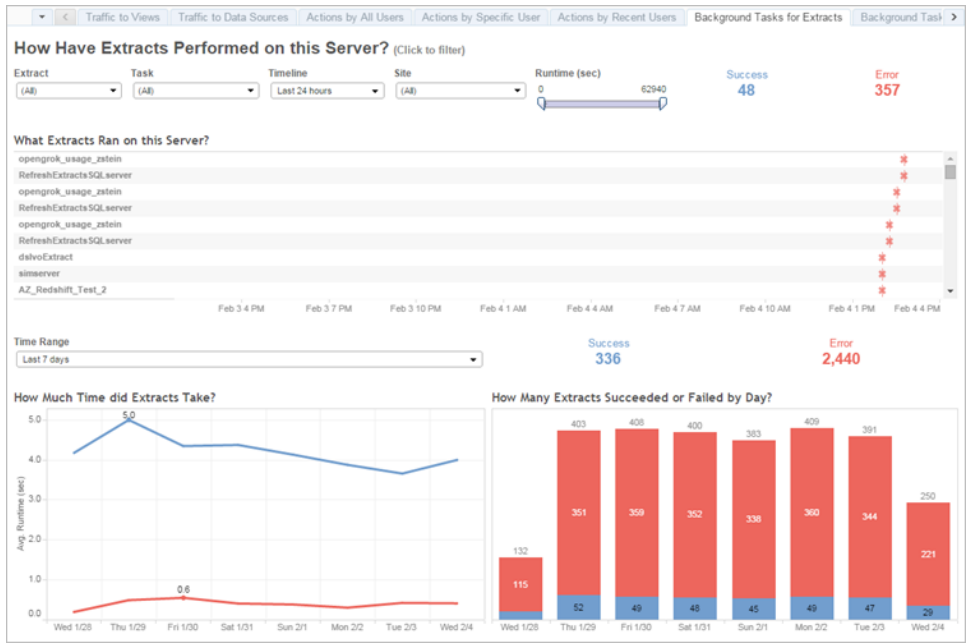 Traffic to Views Traffic to Data Sources Actions by All Users Actions by Specific User Actions by Recent Users Background Tasks for Extracts Background Task
How Have Extracts Performed on this Server? (Click to filter)
Extract Task Timeline Site Runtime (sec) Success Error
(All) (All) Last 24 hours (All) 0 62940 48 357
What Extracts Ran on this Server?
opengrok_usage_zstein
RefreshExtractsSQLserver
opengrok_usage_zstein
RefreshExtractsSQLserver
opengrok_usage_zstein
RefreshExtractsSQLserver
dslvoExtract
simserver
AZ_Redshift_Test_2
Feb 3 4 PM Feb 3 7 PM Feb 3 10 PM Feb 4 1 AM Feb 4 4 AM Feb 4 7 AM Feb 4 10 AM Feb 4 1 PM Feb 4 4 PM
Time Range Success Error
Last 7 days 336 2,440
How Much Time did Extracts Take?
5.0
5.0
4.0
3.0
2.0
1.0
0.0
Avg. Runtime (sec)
0.6
Wed 1/28 Thu 1/29 Fri 1/30 Sat 1/31 Sun 2/1 Mon 2/2 Tue 2/3 Wed 2/4
How Many Extracts Succeeded or Failed by Day?
132 403 408 400 383 409 391 250
115 351 359 352 338 360 344 221
52 49 48 45 49 47 29
Wed 1/28 Thu 1/29 Fri 1/30 Sat 1/31 Sun 2/1 Mon 2/2 Tue 2/3 Wed 2/4